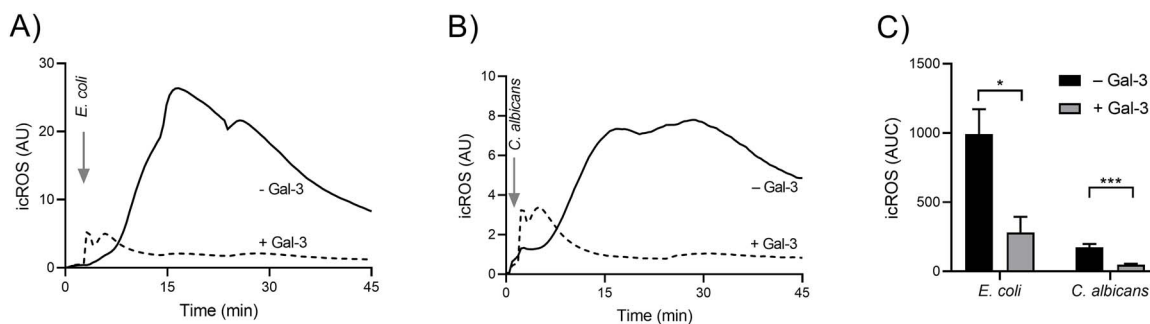 A)
icROS (AU)
40
30
20
10
0
E. coli
- Gal-3
+ Gal-3
0 15 30 45
Time (min)
B)
icROS (AU)
10
8
6
4
2
0
C. albicans
– Gal-3
+ Gal-3
0 15 30 45
Time (min)
C)
icROS (AUC)
1500
1000
500
0
– Gal-3
+ Gal-3
*
***
E. coli C. albicans